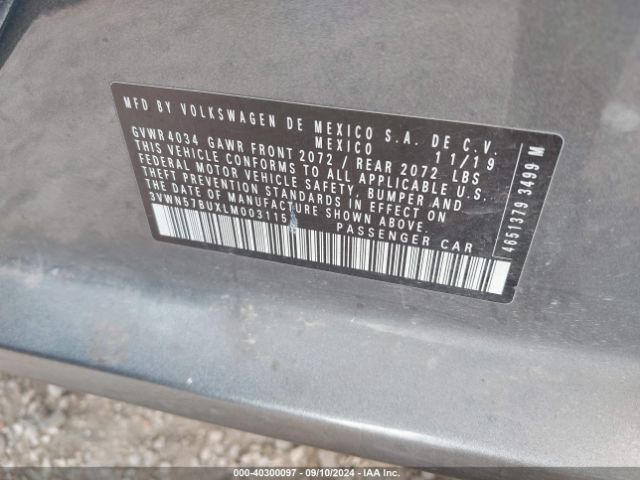 MFD BY VOLKSWAGEN DE MEXICO S.A. DE C.V.
MEXICO 11/19
GVWR 4034 GAWR FRONT 2072 / REAR 2072 LBS
THIS VEHICLE CONFORMS TO ALL APPLICABLE U.S.
FEDERAL MOTOR VEHICLE SAFETY, BUMPER AND
THEFT PREVENTION STANDARDS IN EFFECT ON
THE DATE OF MANUFACTURE SHOWN ABOVE.
3VWN57BUXLM003115
PASSENGER CAR
4651379 3499 M
000-40300097 - 09/10/2024 - IAA Inc.